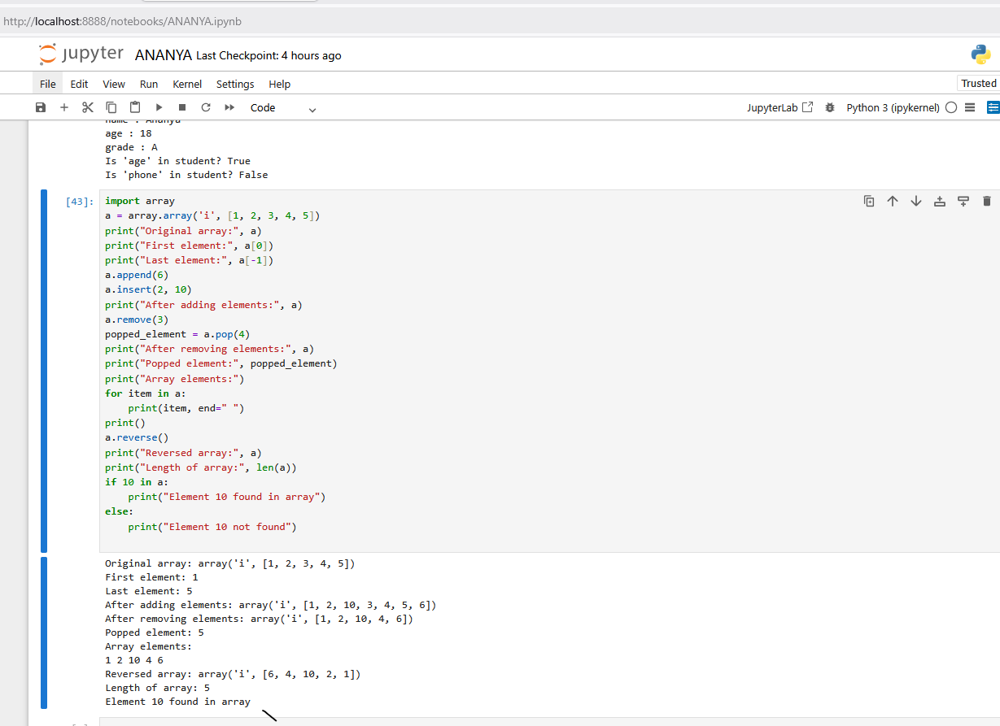 http://localhost:8888/notebooks/ANANYA.ipynb
jupyter ANANYA Last Checkpoint: 4 hours ago
File Edit View Run Kernel Settings Help
Trusted
Code
JupyterLab
Python 3 (ipykernel)
name : Ananya
age : 18
grade : A
Is 'age' in student? True
Is 'phone' in student? False
[43]:
import array
a = array.array('i', [1, 2, 3, 4, 5])
print("Original array:", a)
print("First element:", a[0])
print("Last element:", a[-1])
a.append(6)
a.insert(2, 10)
print("After adding elements:", a)
a.remove(3)
popped_element = a.pop(4)
print("After removing elements:", a)
print("Popped element:", popped_element)
print("Array elements:")
for item in a:
    print(item, end=" ")
print()
a.reverse()
print("Reversed array:", a)
print("Length of array:", len(a))
if 10 in a:
    print("Element 10 found in array")
else:
    print("Element 10 not found")
Original array: array('i', [1, 2, 3, 4, 5])
First element: 1
Last element: 5
After adding elements: array('i', [1, 2, 10, 3, 4, 5, 6])
After removing elements: array('i', [1, 2, 10, 4, 6])
Popped element: 5
Array elements:
1 2 10 4 6
Reversed array: array('i', [6, 4, 10, 2, 1])
Length of array: 5
Element 10 found in array